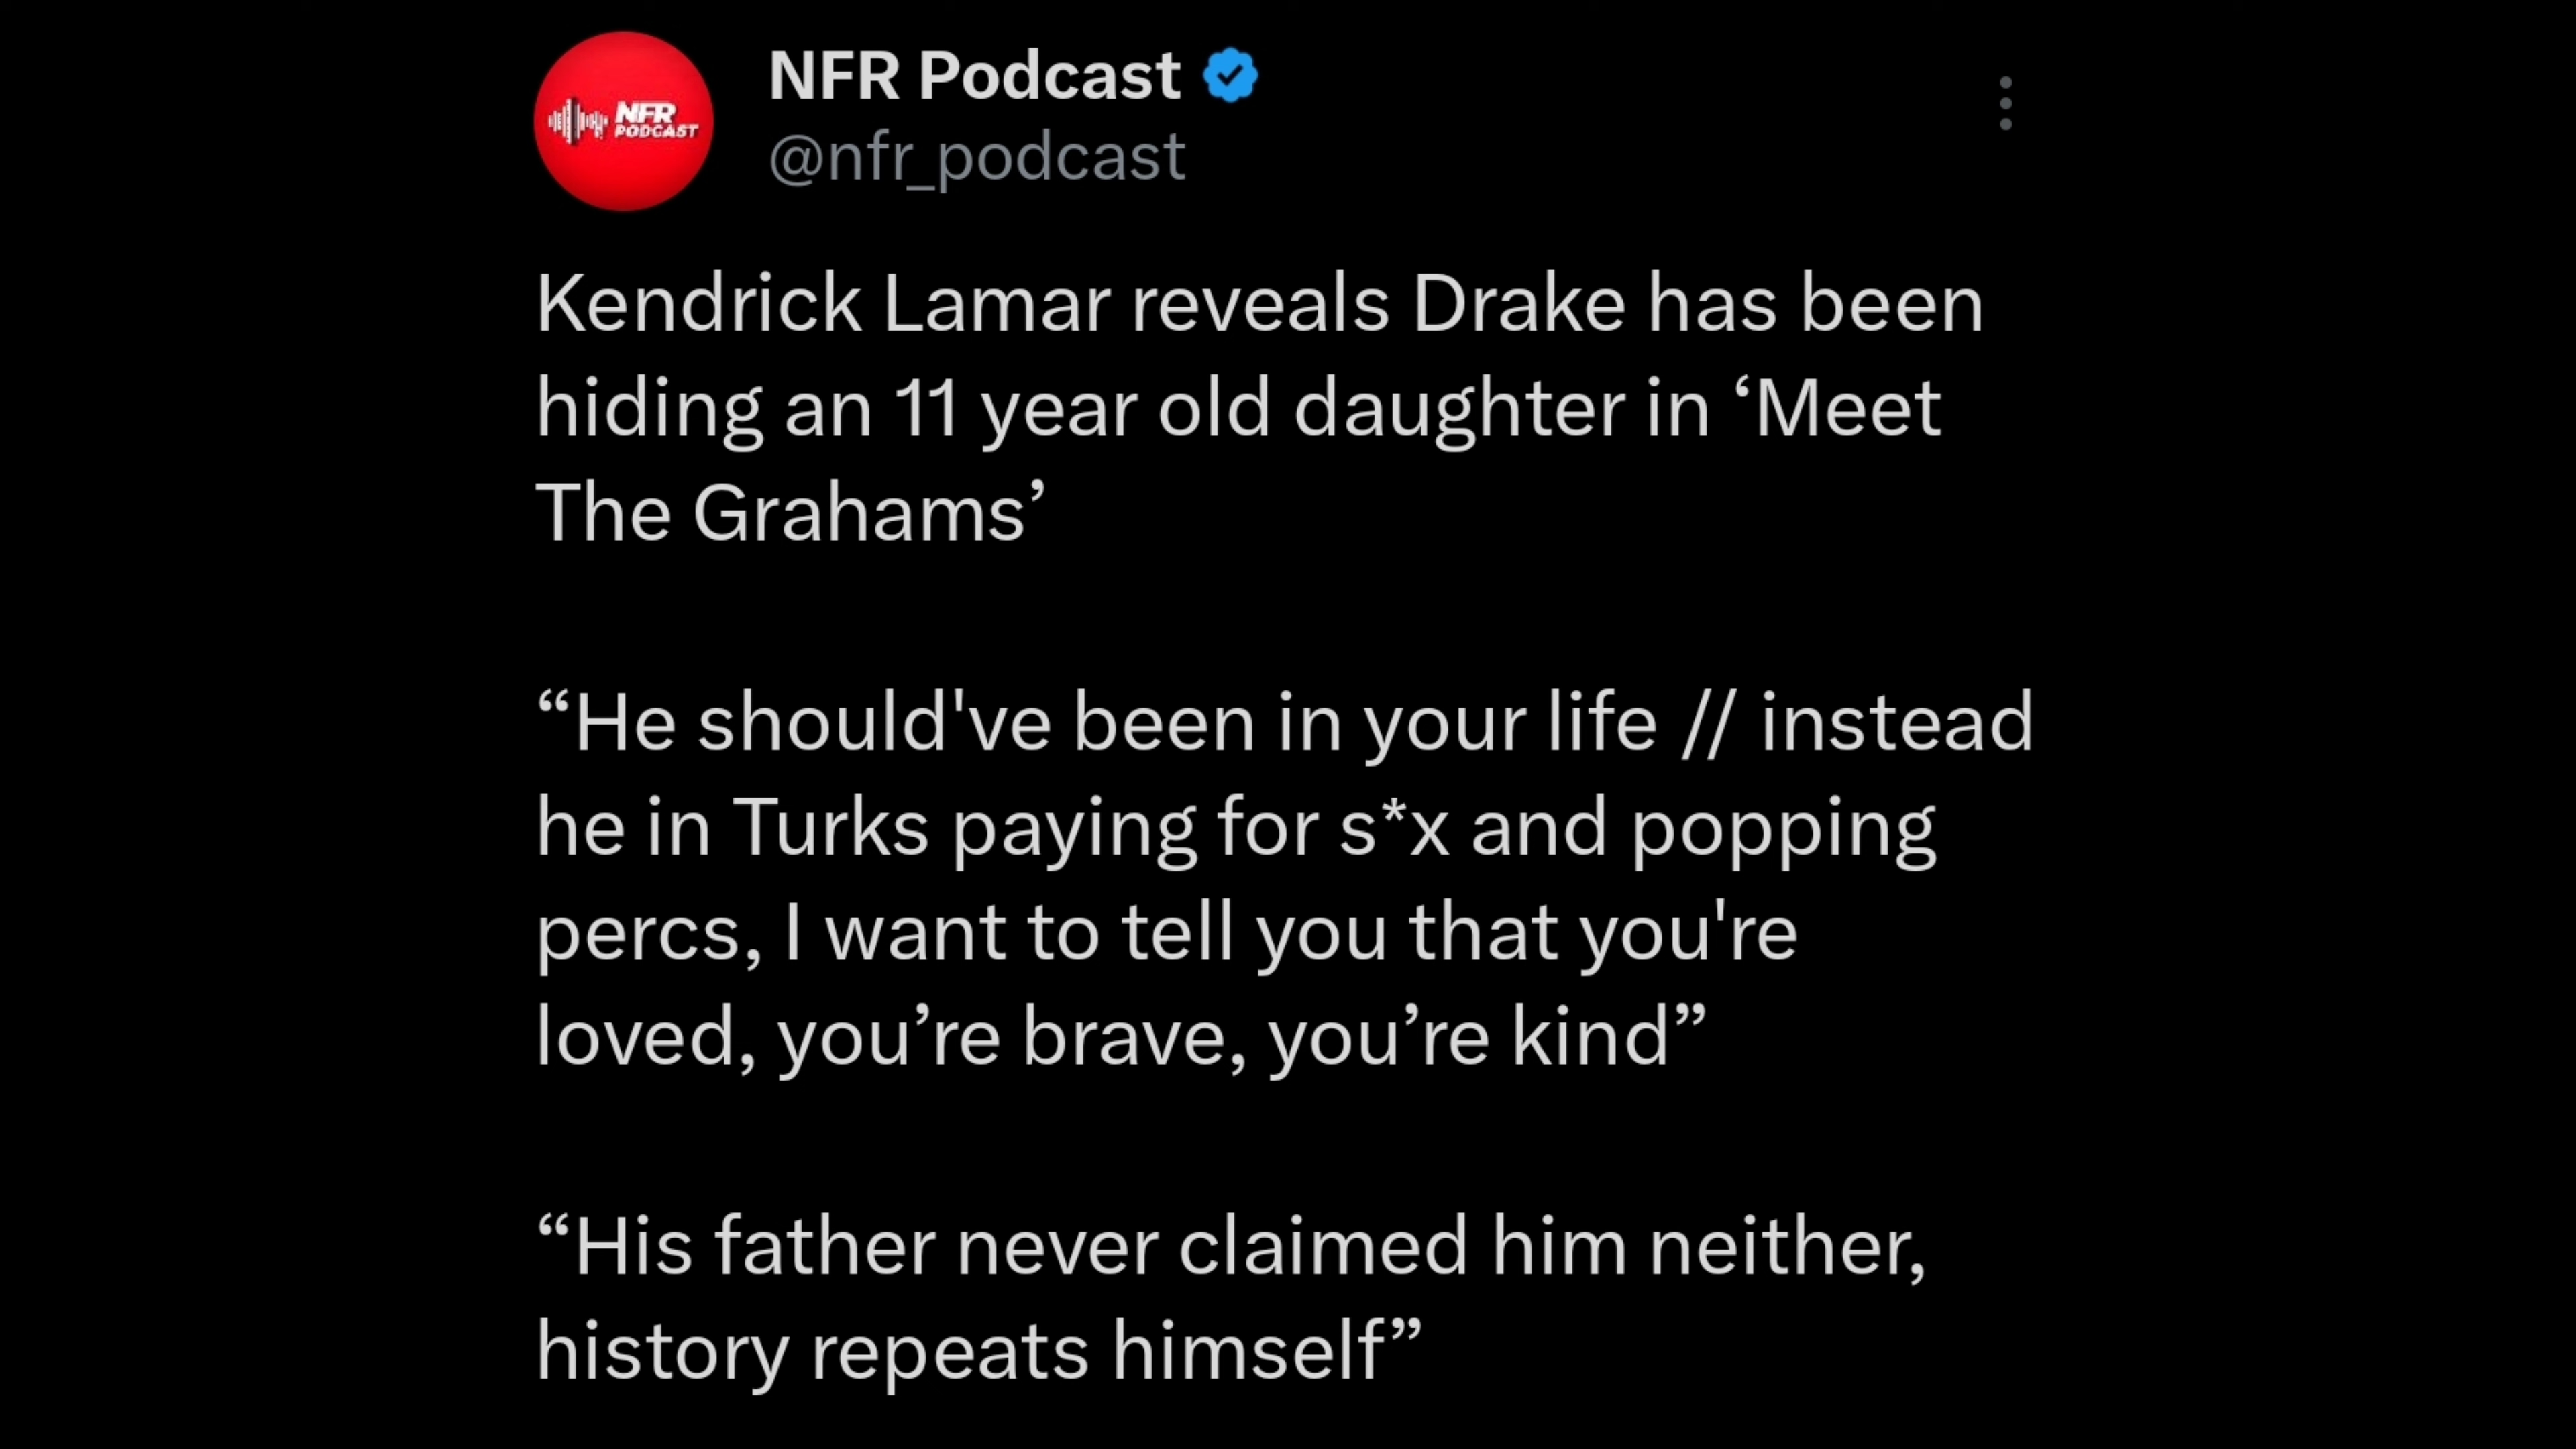 NFR PODCAST
NFR Podcast
@nfr_podcast
Kendrick Lamar reveals Drake has been
hiding an 11 year old daughter in ‘Meet
The Grahams’
“He should've been in your life // instead
he in Turks paying for s*x and popping
percs, I want to tell you that you're
loved, you’re brave, you’re kind”
“His father never claimed him neither,
history repeats himself”